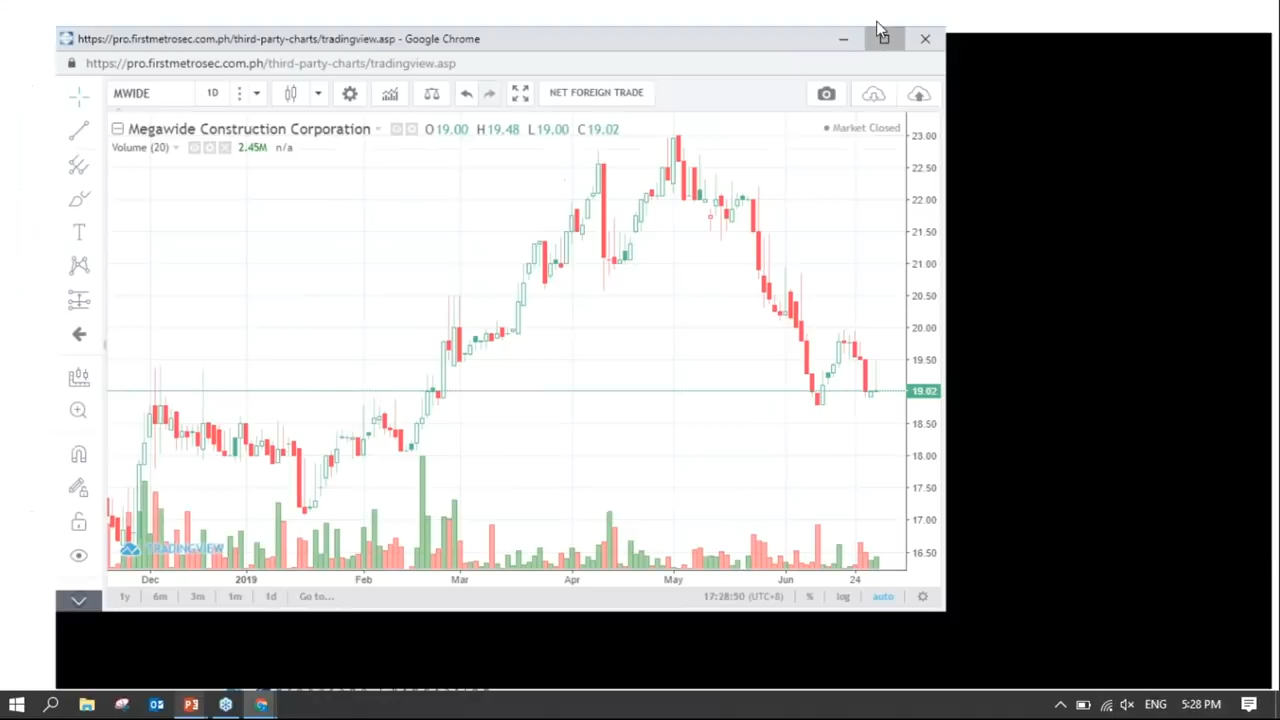 https://pro.firstmetrosec.com.ph/third-party-charts/tradingview.asp - Google Chrome
https://pro.firstmetrosec.com.ph/third-party-charts/tradingview.asp
MWIDE 1D NET FOREIGN TRADE
Megawide Construction Corporation O19.00 H19.48 L19.00 C19.02 Market Closed
Volume (20) 2.45M n/a
23.00
22.50
22.00
21.50
21.00
20.50
20.00
19.50
19.02
18.50
18.00
17.50
17.00
16.50
TRADINGVIEW
Dec 2019 Feb Mar Apr May Jun 24
1y 6m 3m 1m 1d Go to... 17:28:50 (UTC+8) % log auto
ENG 5:28 PM